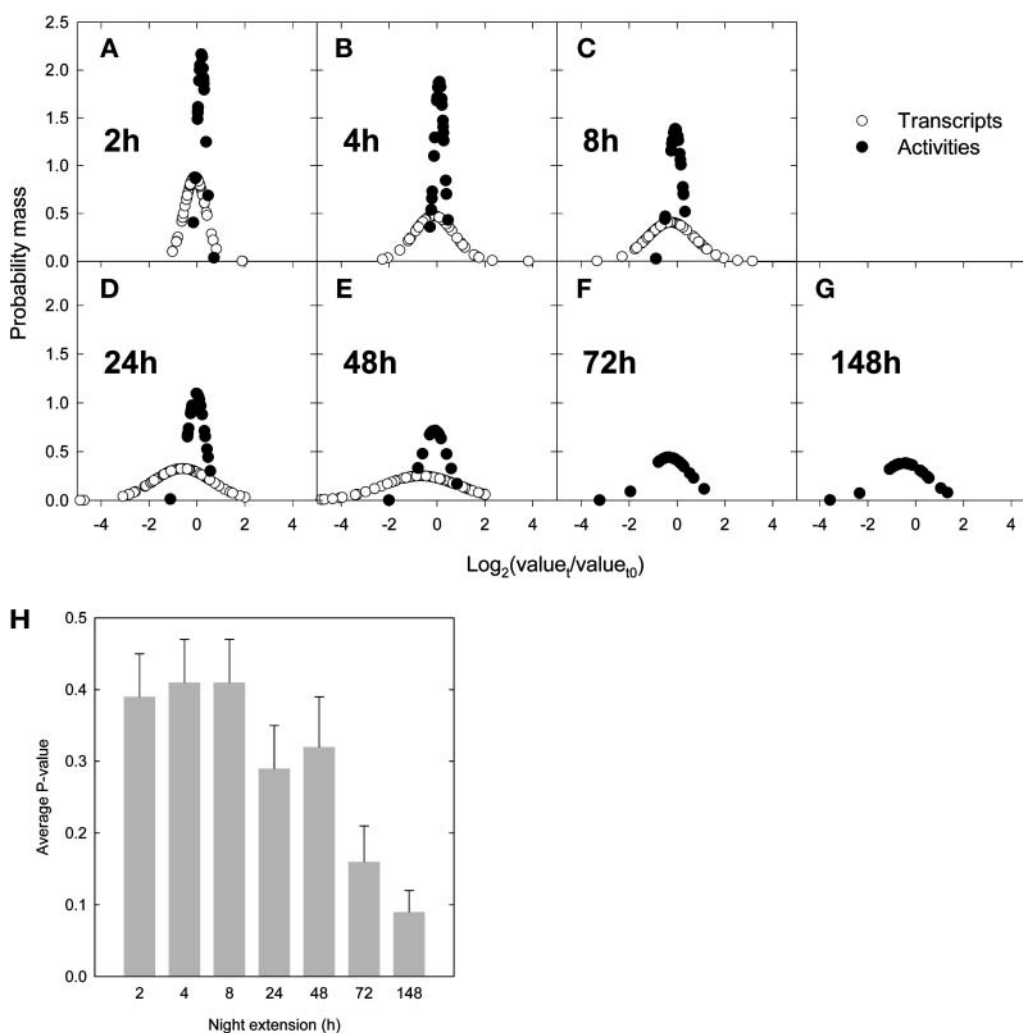 A
B
C
2h
4h
8h
Transcripts
Activities
2.5
2.0
1.5
1.0
0.5
0.0
Probability mass
D
E
F
G
24h
48h
72h
148h
2.0
1.5
1.0
0.5
0.0
-4 -2 0 2 4 -4 -2 0 2 4 -4 -2 0 2 4 -4 -2 0 2 4
Log2(valuet/valuet0)
H
0.5
0.4
0.3
0.2
0.1
0.0
Average P-value
2 4 8 24 48 72 148
Night extension (h)